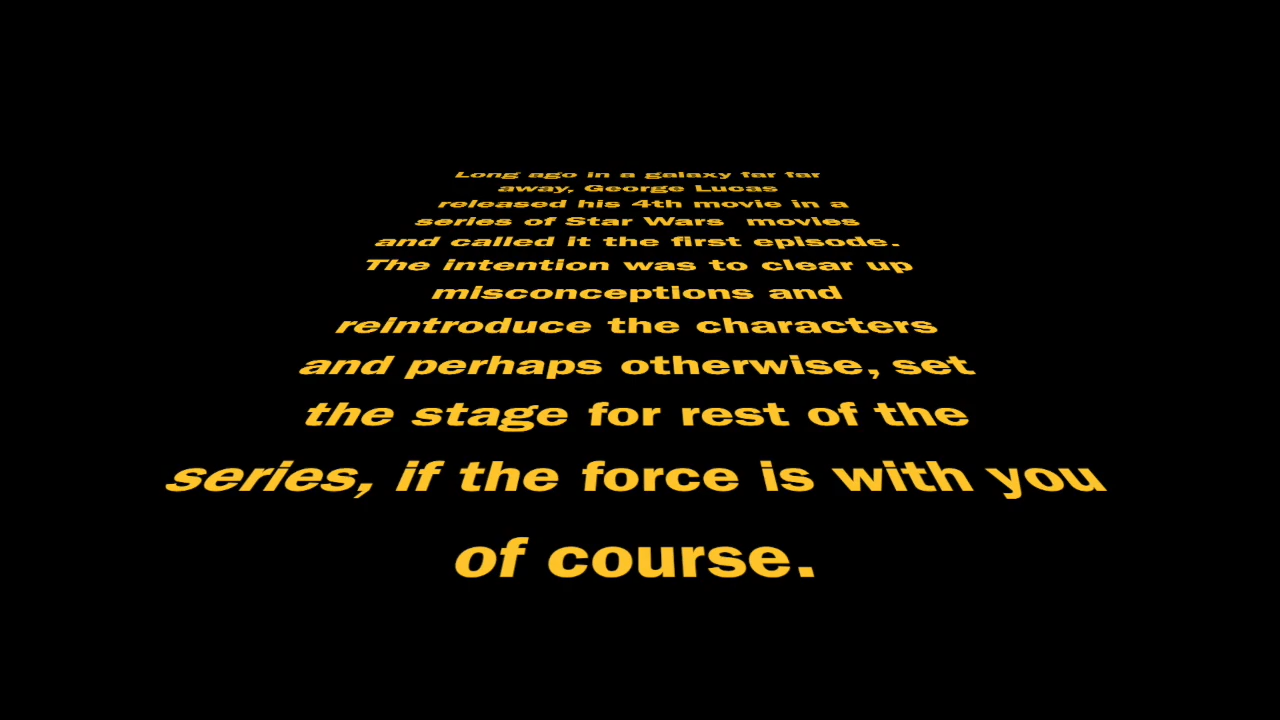 Long ago in a galaxy far far
away, George Lucas
released his 4th movie in a
series of Star Wars  movies
and called it the first episode.
The intention was to clear up
misconceptions and
reintroduce the characters
and perhaps otherwise, set
the stage for rest of the
series, if the force is with you
of course.